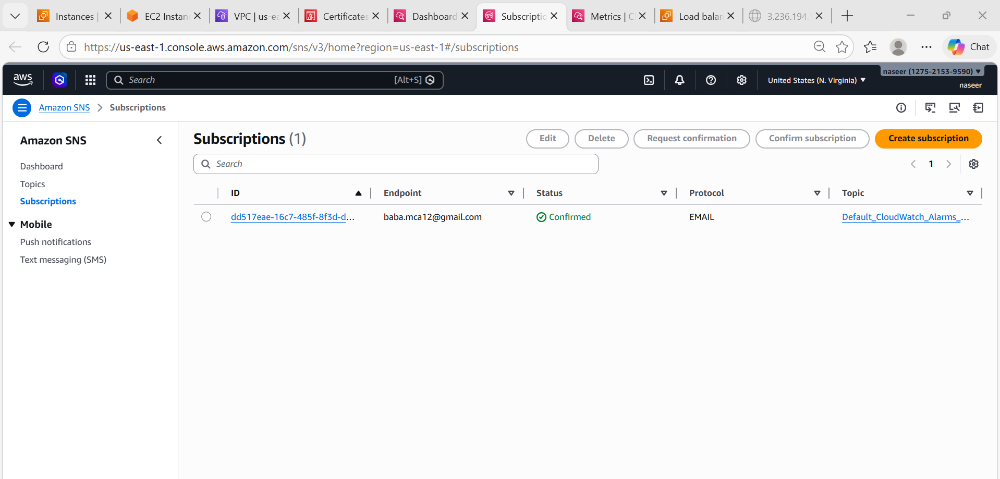 Instances |
EC2 Instan
VPC | us-ea
Certificates
Dashboard
Subscriptio
Metrics | Cl
Load balan
3.236.194.
https://us-east-1.console.aws.amazon.com/sns/v3/home?region=us-east-1#/subscriptions
Chat
aws
Search
[Alt+S]
United States (N. Virginia)
naseer (1275-2153-9590)
naseer
Amazon SNS
Subscriptions
Amazon SNS
Dashboard
Topics
Subscriptions
Mobile
Push notifications
Text messaging (SMS)
Subscriptions (1)
Edit
Delete
Request confirmation
Confirm subscription
Create subscription
Search
1
ID
Endpoint
Status
Protocol
Topic
dd517eae-16c7-485f-8f3d-d...
baba.mca12@gmail.com
Confirmed
EMAIL
Default_CloudWatch_Alarms_...